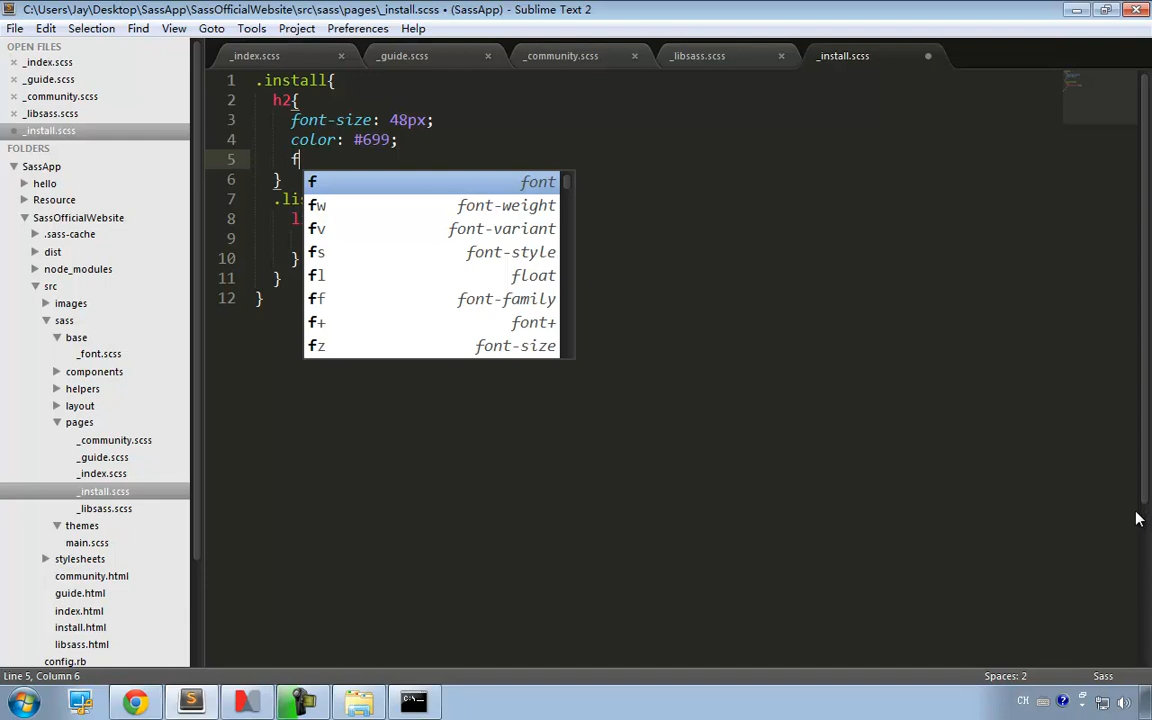 C:\Users\Jay\Desktop\SassApp\SassOfficialWebsite\src\sass\pages\_install.scss • (SassApp) - Sublime Text 2
File Edit Selection Find View Goto Tools Project Preferences Help
OPEN FILES
_index.scss
_guide.scss
_community.scss
_libsass.scss
_install.scss
FOLDERS
SassApp
hello
Resource
SassOfficialWebsite
.sass-cache
dist
node_modules
src
images
sass
base
_font.scss
components
helpers
layout
pages
_community.scss
_guide.scss
_index.scss
_install.scss
_libsass.scss
themes
main.scss
stylesheets
community.html
guide.html
index.html
install.html
libsass.html
config.rb
_index.scss _guide.scss _community.scss _libsass.scss _install.scss
1 .install{
2 h2{
3 font-size: 48px;
4 color: #699;
5 f
6 }
7 .lis
8 l
9
10 }
11 }
12 }
f font
fw font-weight
fv font-variant
fs font-style
fl float
ff font-family
f+ font+
fz font-size
Line 5, Column 6 Spaces: 2 Sass
CH